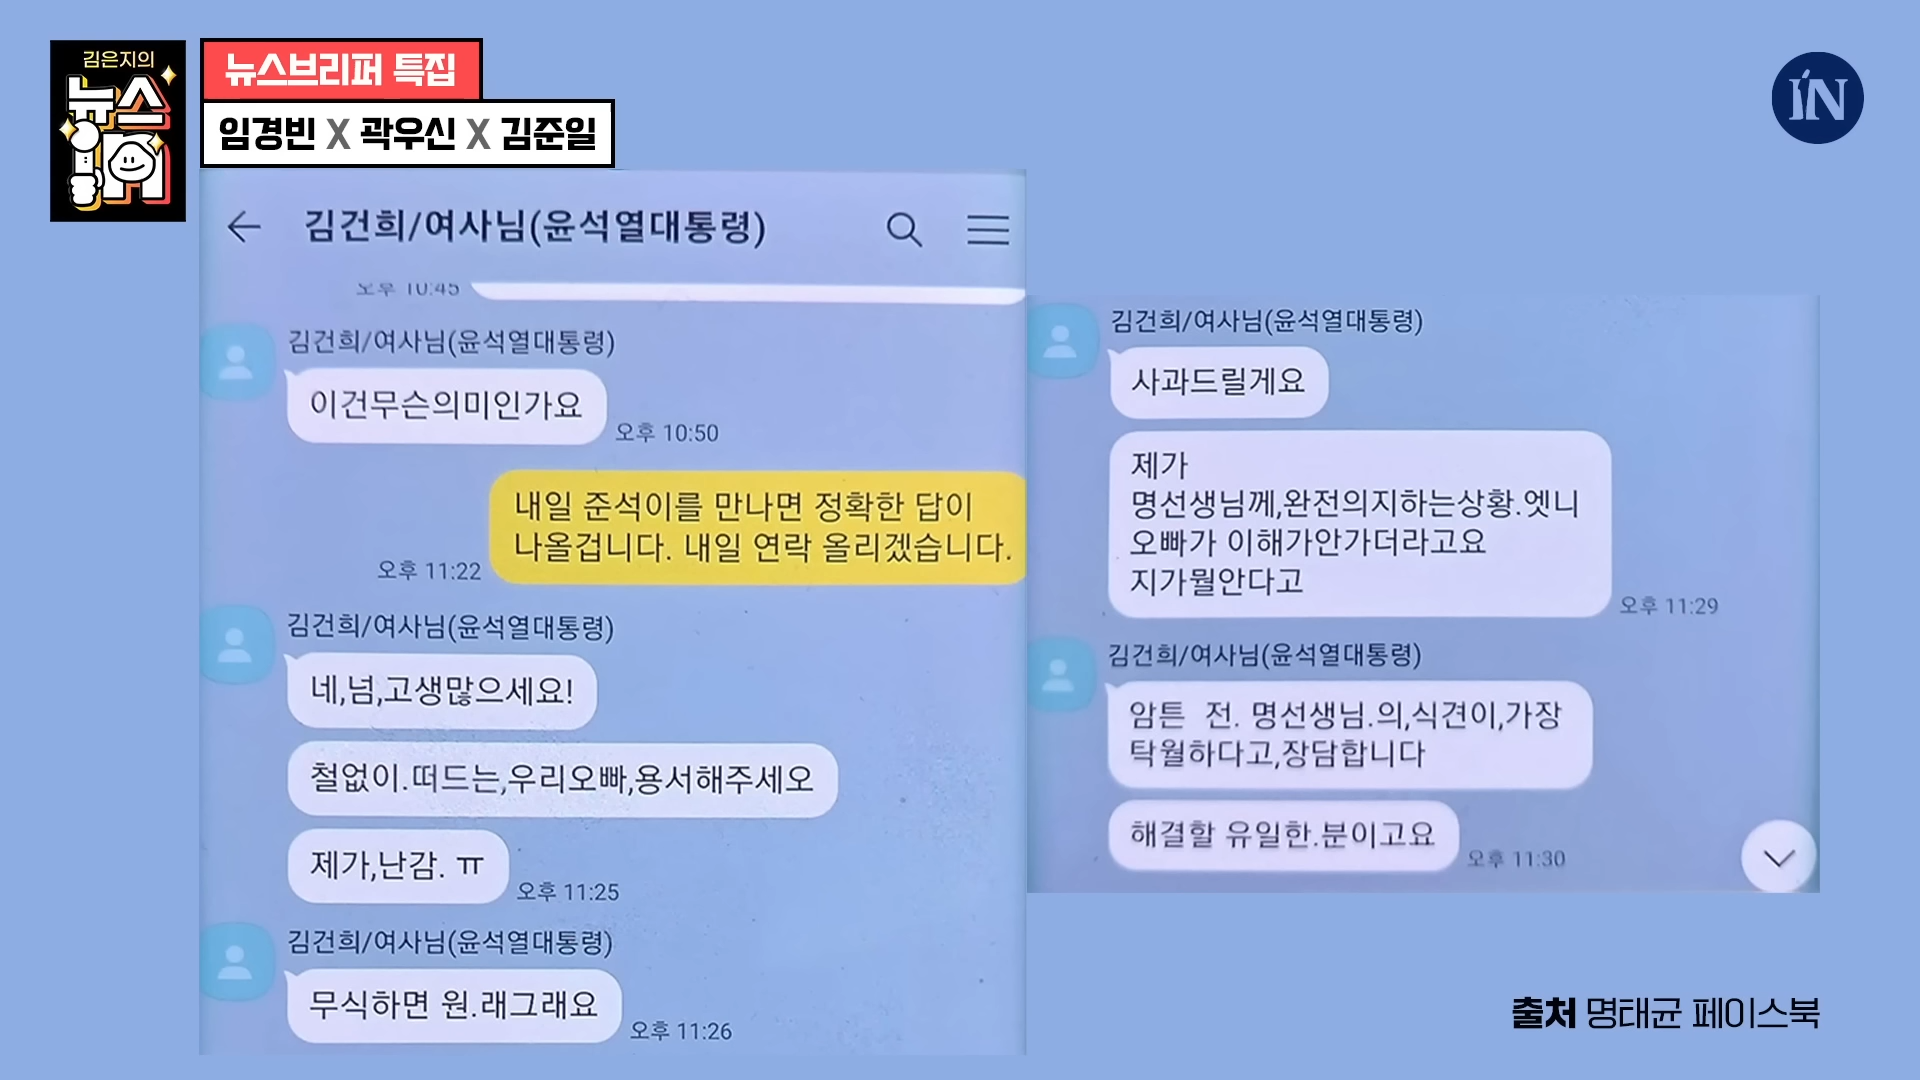 김은지의
뉴스
IN
뉴스브리퍼 특집
임경빈 X 곽우신 X 김준일
IN
김건희/여사님(윤석열대통령)
오후 10:45
김건희/여사님(윤석열대통령)
이건무슨의미인가요
오후 10:50
내일 준석이를 만나면 정확한 답이
나올겁니다. 내일 연락 올리겠습니다.
오후 11:22
김건희/여사님(윤석열대통령)
네,넘,고생많으세요!
철없이.떠드는,우리오빠,용서해주세오
제가,난감. ㅠ
오후 11:25
김건희/여사님(윤석열대통령)
무식하면 원.래그래요
오후 11:26
김건희/여사님(윤석열대통령)
사과드릴게요
제가
명선생님께,완전의지하는상황.엣니
오빠가 이해가안가더라고요
지가뭘안다고
오후 11:29
김건희/여사님(윤석열대통령)
암튼 전. 명선생님.의,식견이,가장
탁월하다고,장담합니다
해결할 유일한.분이고요
오후 11:30
출처 명태균 페이스북